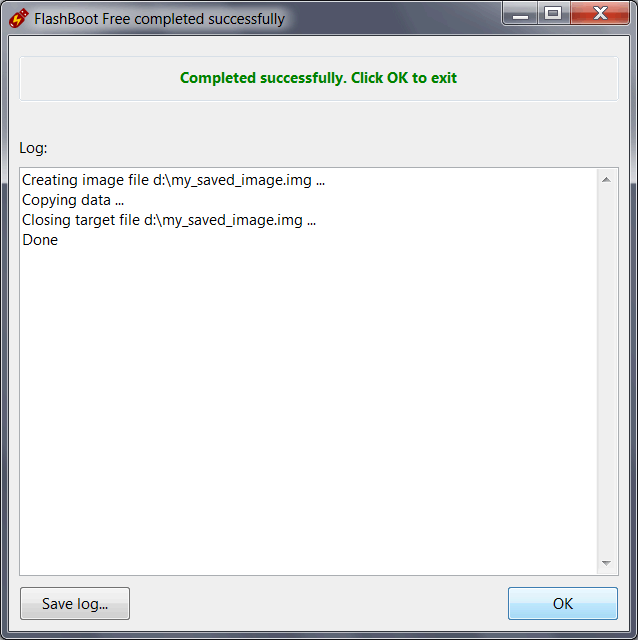 FlashBoot Free completed successfully
Completed successfully. Click OK to exit
Log:
Creating image file d:\my_saved_image.img ...
Copying data ...
Closing target file d:\my_saved_image.img ...
Done
Save log...
OK